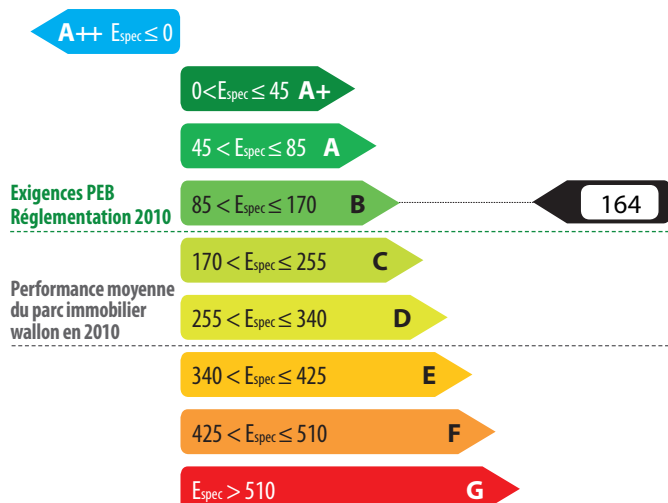 A++ Espec ≤ 0
0<Espec ≤ 45 A+
45 < Espec ≤ 85 A
Exigences PEB
Réglementation 2010
85 < Espec ≤ 170 B
164
170 < Espec ≤ 255 C
Performance moyenne
du parc immobilier
wallon en 2010
255 < Espec ≤ 340 D
340 < Espec ≤ 425 E
425 < Espec ≤ 510 F
Espec > 510 G